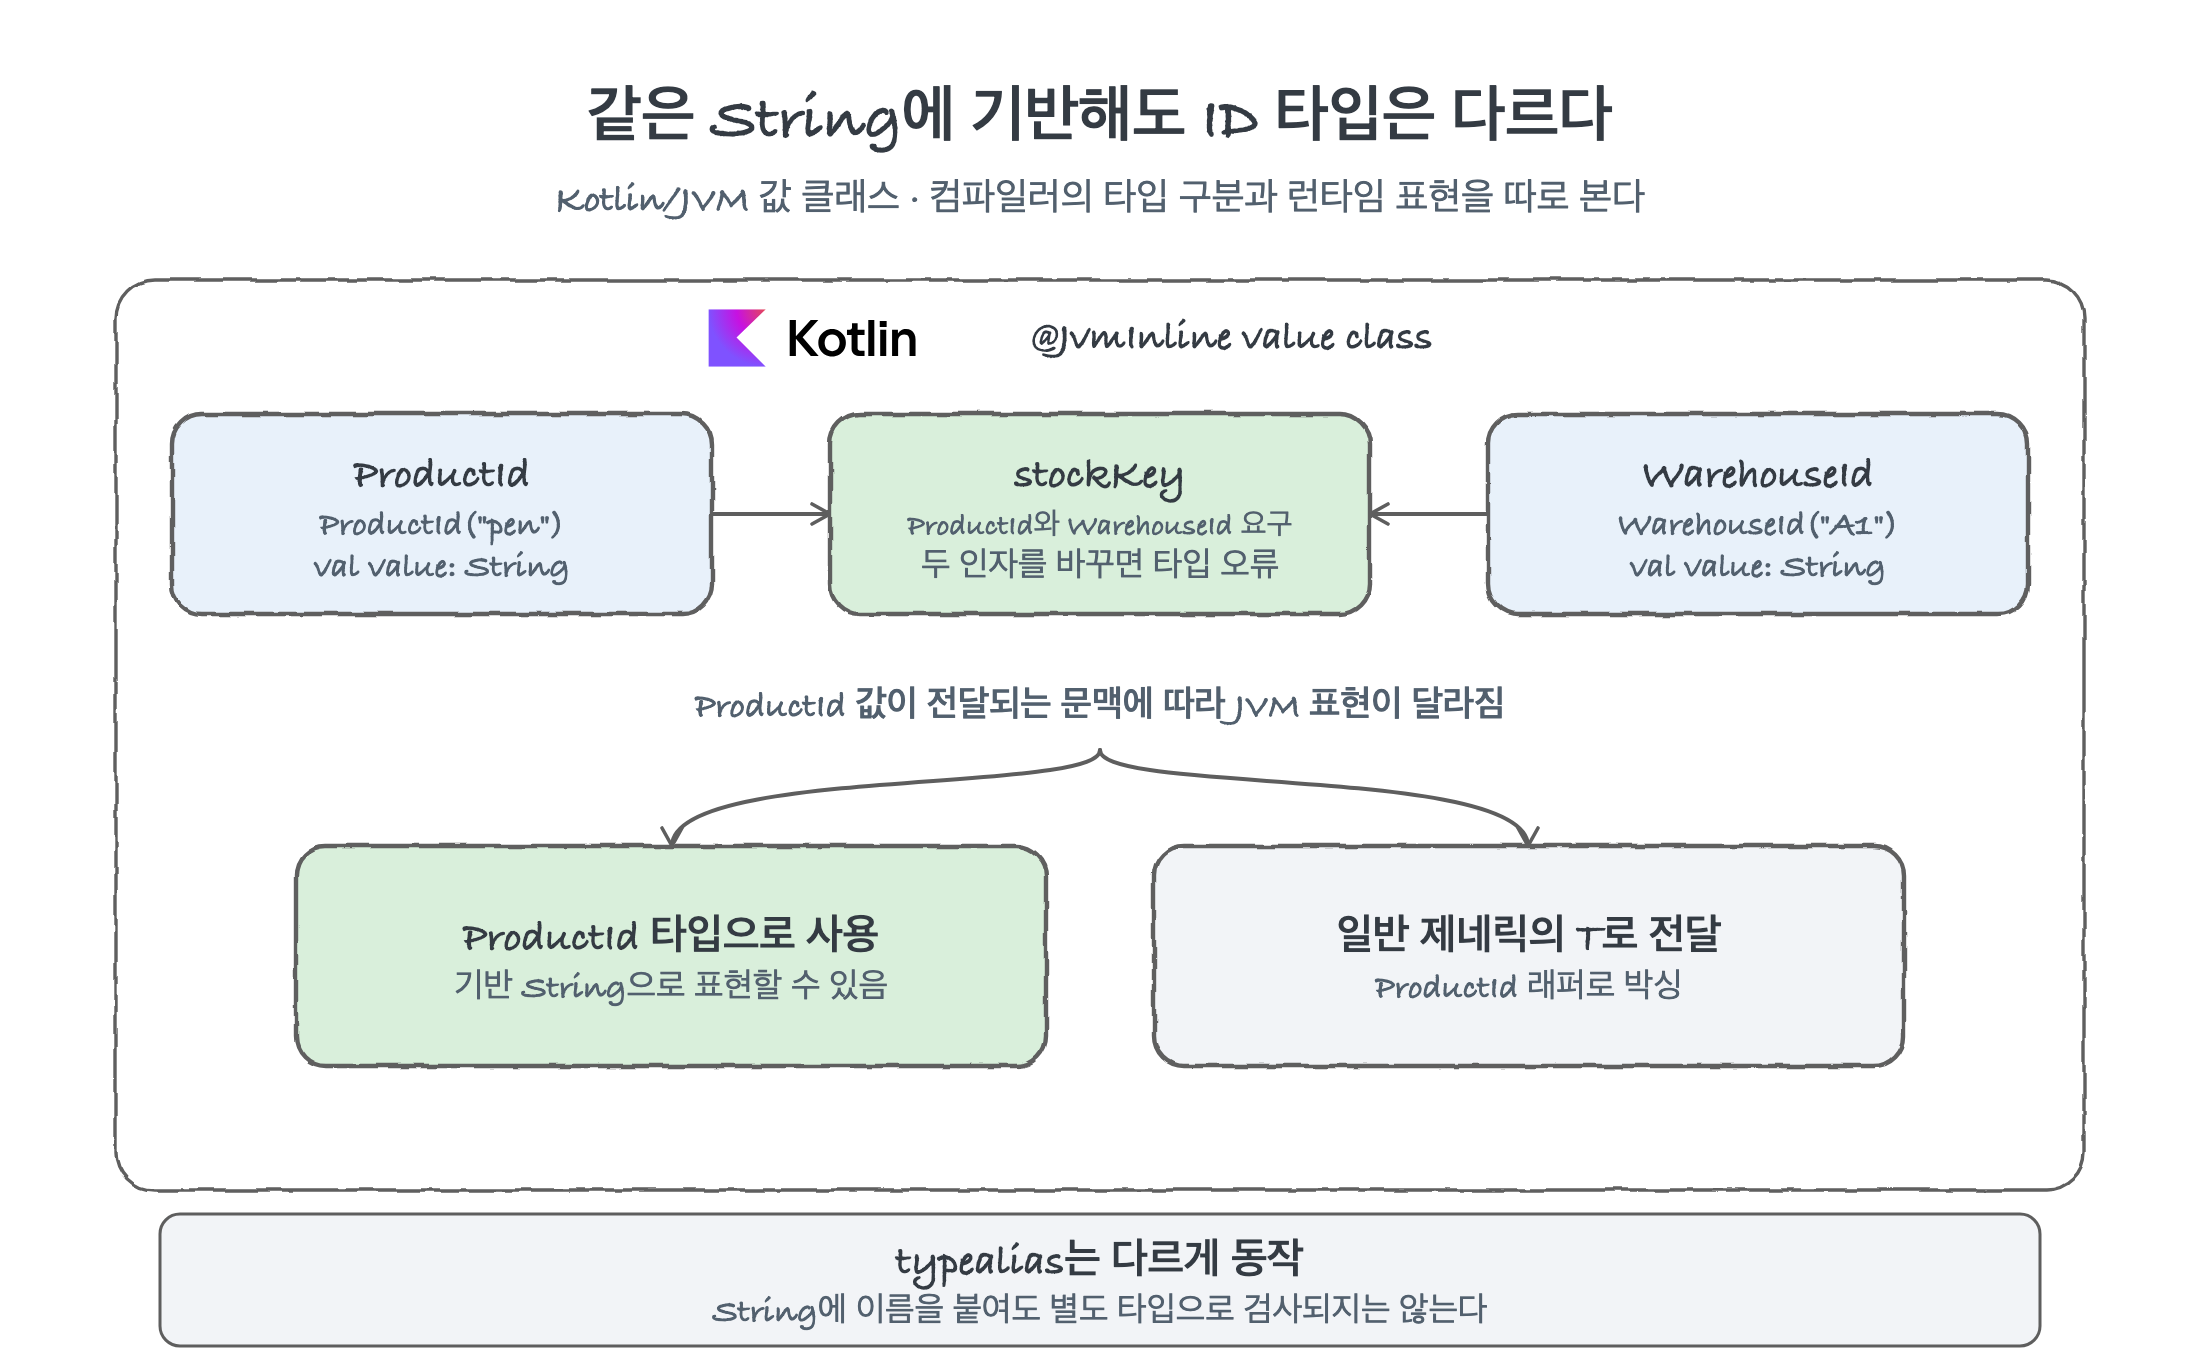 같은 String에 기반해도 ID 타입은 다르다
Kotlin/JVM 값 클래스 · 컴파일러의 타입 구분과 런타임 표현을 따로 본다
Kotlin
@JvmInline value class
ProductId
ProductId("pen")
val value: String
stockKey
ProductId와 WarehouseId 요구
두 인자를 바꾸면 타입 오류
WarehouseId
WarehouseId("A1")
val value: String
ProductId 값이 전달되는 문맥에 따라 JVM 표현이 달라짐
ProductId 타입으로 사용
기반 String으로 표현할 수 있음
일반 제네릭의 T로 전달
ProductId 래퍼로 박싱
typealias는 다르게 동작
String에 이름을 붙여도 별도 타입으로 검사되지는 않는다